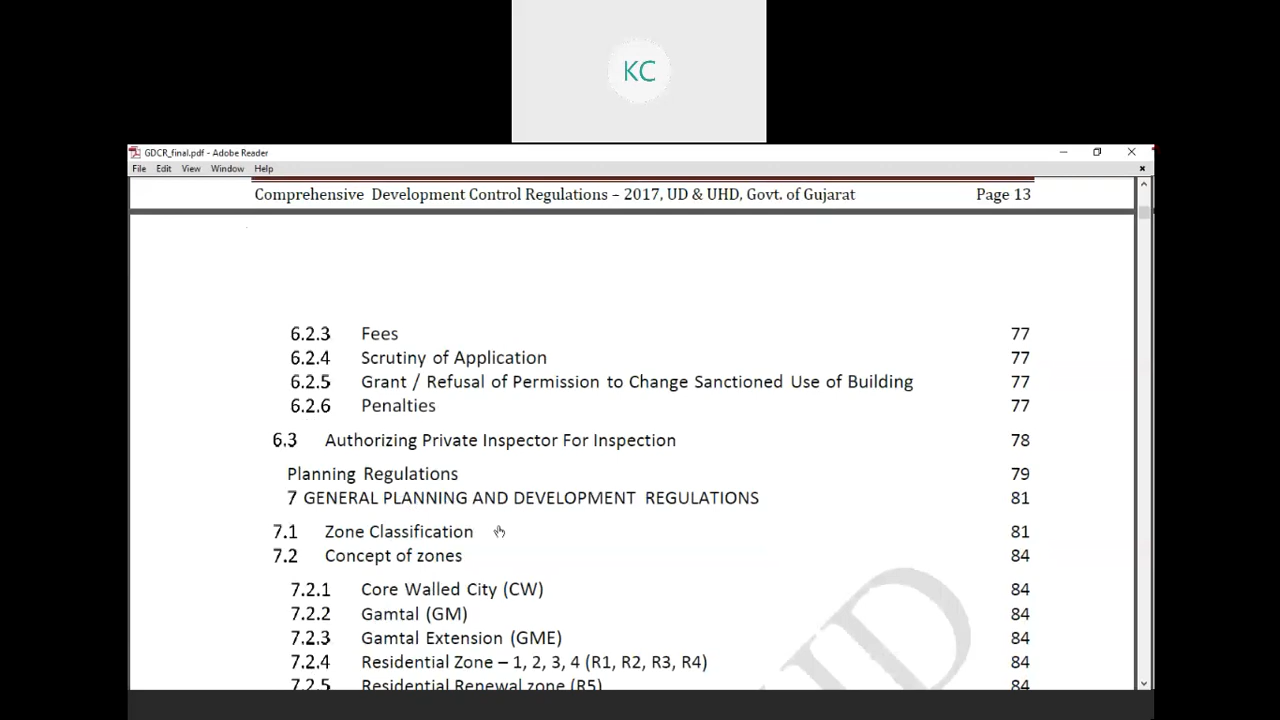 KC
GDCR_final.pdf - Adobe Reader
File Edit View Window Help
Comprehensive Development Control Regulations – 2017, UD & UHD, Govt. of Gujarat Page 13
6.2.3 Fees 77
6.2.4 Scrutiny of Application 77
6.2.5 Grant / Refusal of Permission to Change Sanctioned Use of Building 77
6.2.6 Penalties 77
6.3 Authorizing Private Inspector For Inspection 78
Planning Regulations 79
7 GENERAL PLANNING AND DEVELOPMENT REGULATIONS 81
7.1 Zone Classification 81
7.2 Concept of zones 84
7.2.1 Core Walled City (CW) 84
7.2.2 Gamtal (GM) 84
7.2.3 Gamtal Extension (GME) 84
7.2.4 Residential Zone – 1, 2, 3, 4 (R1, R2, R3, R4) 84
7.2.5 Residential Renewal zone (R5) 84